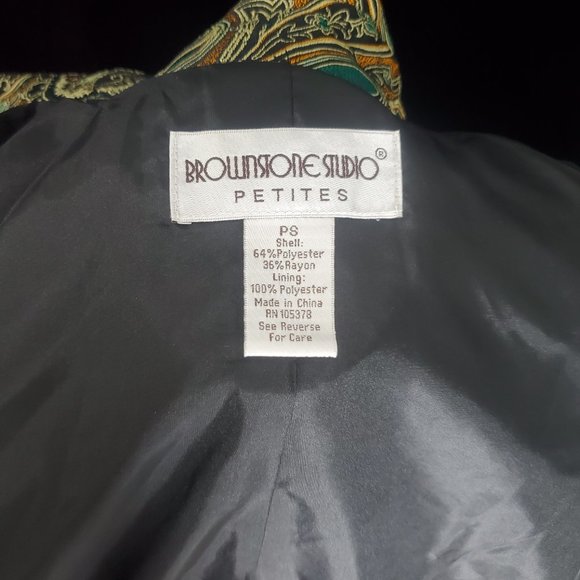 BROWNSTONE STUDIO®
PETITES
PS
Shell:
64%Polyester
36%Rayon
Lining:
100% Polyester
Made in China
RN 105378
See Reverse
For Care